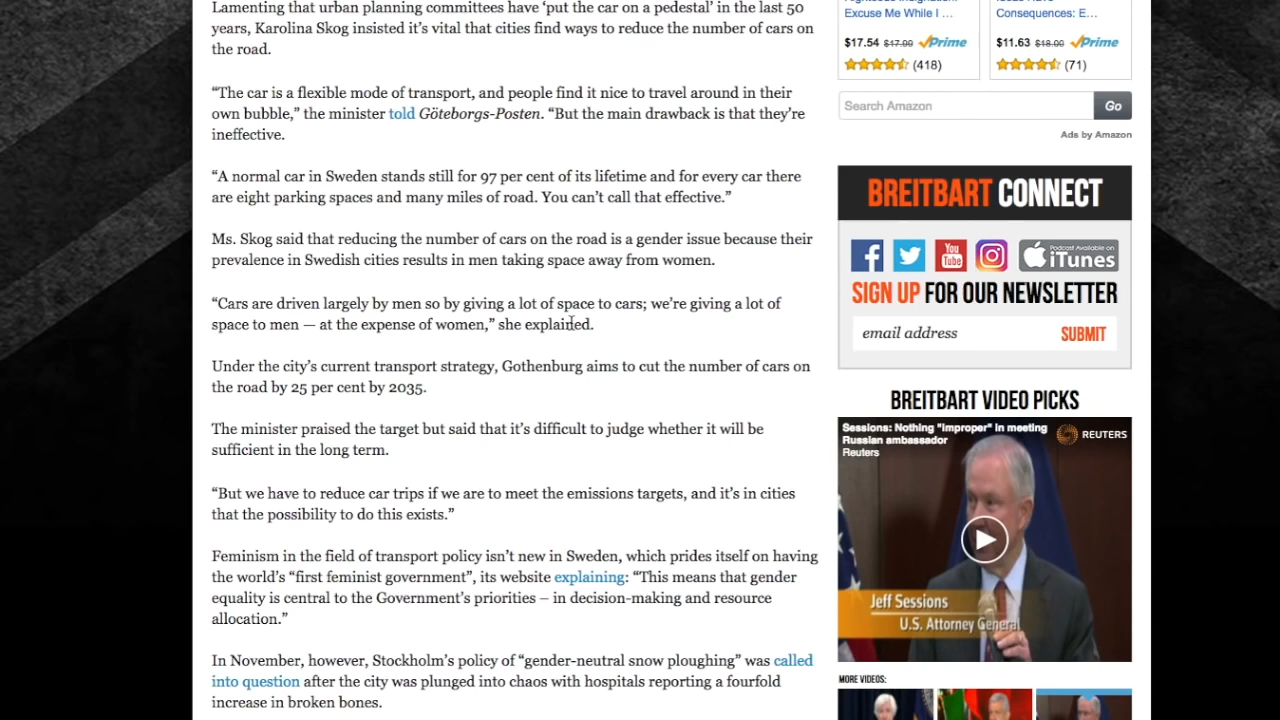 Lamenting that urban planning committees have ‘put the car on a pedestal’ in the last 50
years, Karolina Skog insisted it’s vital that cities find ways to reduce the number of cars on
the road.
“The car is a flexible mode of transport, and people find it nice to travel around in their
own bubble,” the minister told Göteborgs-Posten. “But the main drawback is that they’re
ineffective.
“A normal car in Sweden stands still for 97 per cent of its lifetime and for every car there
are eight parking spaces and many miles of road. You can’t call that effective.”
Ms. Skog said that reducing the number of cars on the road is a gender issue because their
prevalence in Swedish cities results in men taking space away from women.
“Cars are driven largely by men so by giving a lot of space to cars; we’re giving a lot of
space to men — at the expense of women,” she explained.
Under the city’s current transport strategy, Gothenburg aims to cut the number of cars on
the road by 25 per cent by 2035.
The minister praised the target but said that it’s difficult to judge whether it will be
sufficient in the long term.
“But we have to reduce car trips if we are to meet the emissions targets, and it’s in cities
that the possibility to do this exists.”
Feminism in the field of transport policy isn’t new in Sweden, which prides itself on having
the world’s “first feminist government”, its website explaining: “This means that gender
equality is central to the Government’s priorities – in decision-making and resource
allocation.”
In November, however, Stockholm’s policy of “gender-neutral snow ploughing” was called
into question after the city was plunged into chaos with hospitals reporting a fourfold
increase in broken bones.
Excuse Me While I ...
$17.54 $17.99 Prime
(418)
Consequences: E...
$11.63 $18.00 Prime
(71)
Search Amazon Go
Ads by Amazon
BREITBART CONNECT
You Tube
Podcast Available on
iTunes
SIGN UP FOR OUR NEWSLETTER
email address SUBMIT
BREITBART VIDEO PICKS
Sessions: Nothing "improper" in meeting
Russian ambassador
Reuters
REUTERS
Jeff Sessions
U.S. Attorney General
MORE VIDEOS: